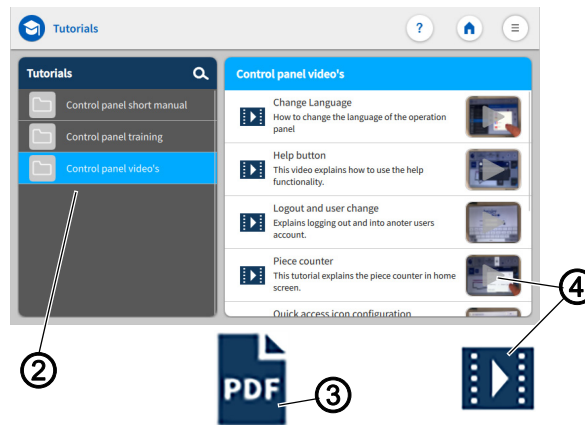 Tutorials
?
Tutorials
Control panel short manual
Control panel training
Control panel video's
Control panel video's
Change Language
How to change the language of the operation
panel
Help button
This video explains how to use the help
functionality.
Logout and user change
Explains logging out and into anoter users
account.
Piece counter
This tutorial explains the piece counter in home
screen.
Quick access icon configuration
2
PDF
3
4